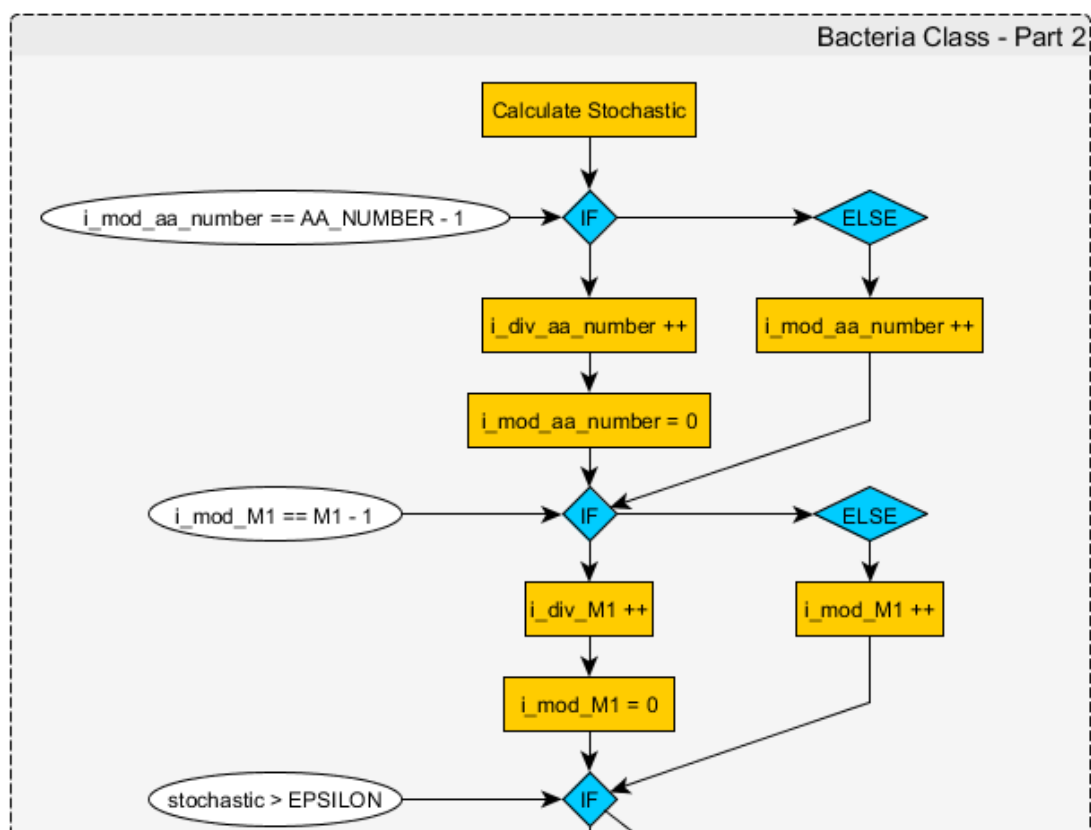 Bacteria Class - Part 2
Calculate Stochastic
i_mod_aa_number == AA_NUMBER - 1
IF
ELSE
i_div_aa_number ++
i_mod_aa_number ++
i_mod_aa_number = 0
i_mod_M1 == M1 - 1
IF
ELSE
i_div_M1 ++
i_mod_M1 ++
i_mod_M1 = 0
stochastic > EPSILON
IF